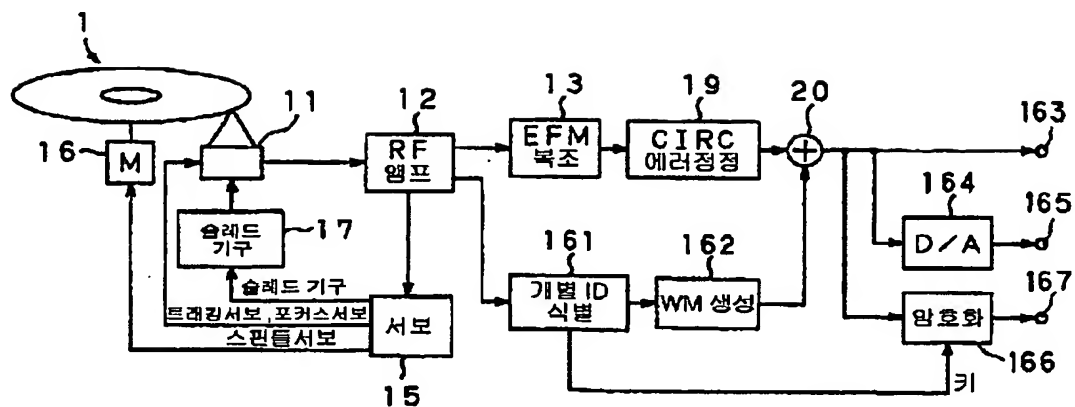 1
16
M
11
12
RF
앰프
13
EFM
복조
19
CIRC
에러정정
20
163
164
D/A
165
슬레드
기구
17
161
개별 ID
식별
162
WM 생성
167
암호화
166
키
슬레드 기구
트래킹서보, 포커스서보
스핀들서보
서보
15